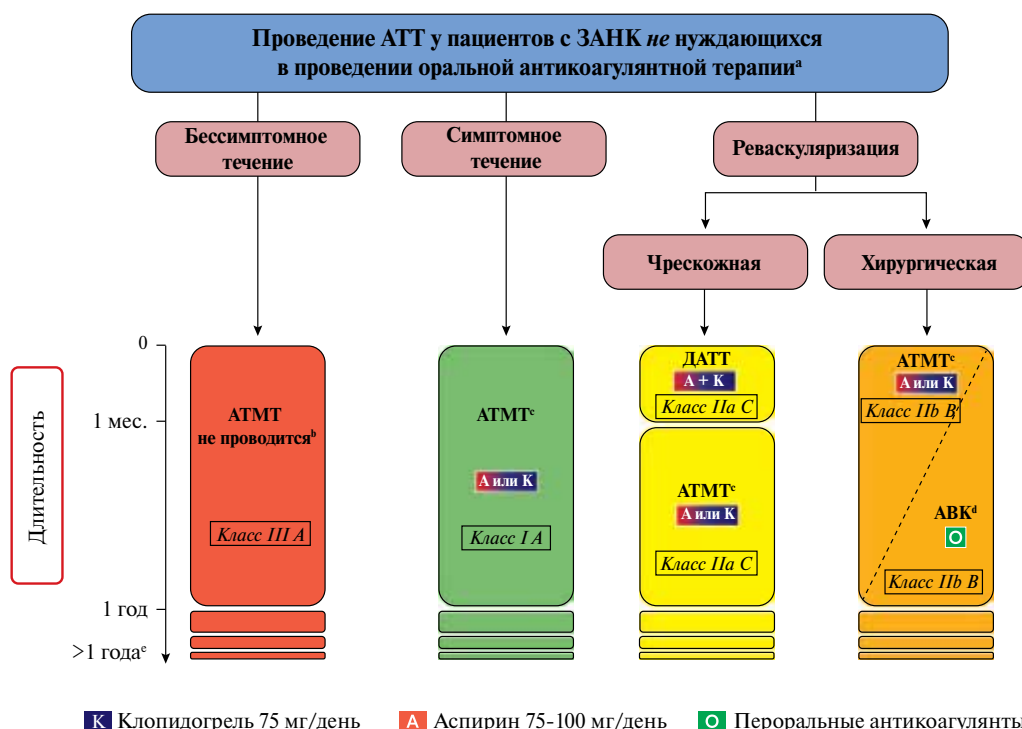 Проведение АТТ у пациентов с ЗАНК не нуждающихся
в проведении оральной антикоагулянтной терапииᵃ
Бессимптомное
течение
Симптомное
течение
Реваскуляризация
Чрескожная
Хирургическая
Длительность
0
1 мес.
1 год
>1 годаᵉ
АТМТ
не проводитсяᵇ
Класс III A
АТМТᶜ
А или К
Класс I A
ДАТТ
А + К
Класс IIa C
АТМТᶜ
А или К
Класс IIa C
АТМТᶜ
А или К
Класс IIb B
АВКᵈ
О
Класс IIb B
К Клопидогрель 75 мг/день
А Аспирин 75-100 мг/день
О Пероральные антикоагулянты